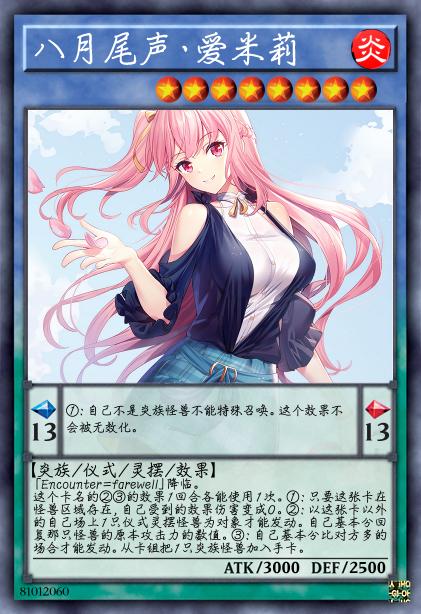 八月尾声·爱米莉
炎
①:自己不是炎族怪兽不能特殊召唤。这个效果不
会被无效化。
13
13
【炎族/仪式/灵摆/效果】
「Encounter=farewell」降临。
这个卡名的②③的效果1回合各能使用1次。①:只要这张卡在
怪兽区域存在,自己受到的效果伤害变成0。②:以这张卡以
外的自己场上1只仪式灵摆怪兽为对象才能发动。自己基本分回
复那只怪兽的原本攻击力的数值。③:自己基本分比对方多的
场合才能发动。从卡组把1只炎族怪兽加入手卡。
ATK/3000 DEF/2500
81012060